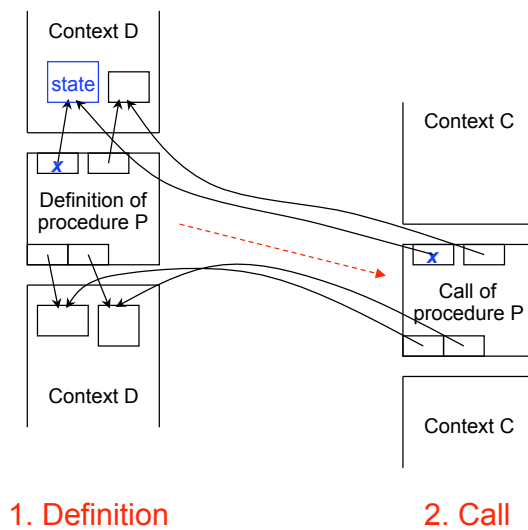 Context D
state
x
Definition of
procedure P
Context D
Context C
x
Call of
procedure P
Context C
1. Definition
2. Call